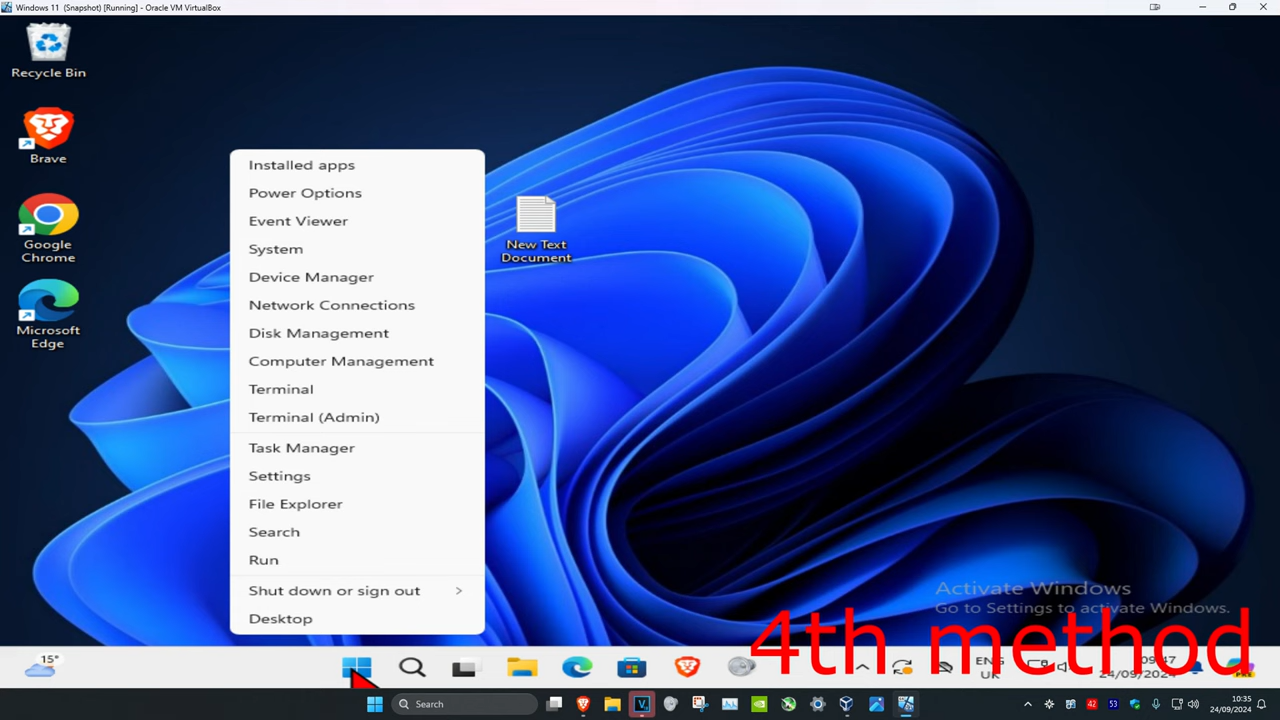 Windows 11 (Snapshot) [Running] - Oracle VM VirtualBox
Recycle Bin
Brave
Google
Chrome
Microsoft
Edge
New Text
Document
Installed apps
Power Options
Event Viewer
System
Device Manager
Network Connections
Disk Management
Computer Management
Terminal
Terminal (Admin)
Task Manager
Settings
File Explorer
Search
Run
Shut down or sign out
Desktop
Activate Windows
Go to Settings to activate Windows.
4th method
15°
ENG
UK
09:47
24/09/2024
Search
10:35
24/09/2024